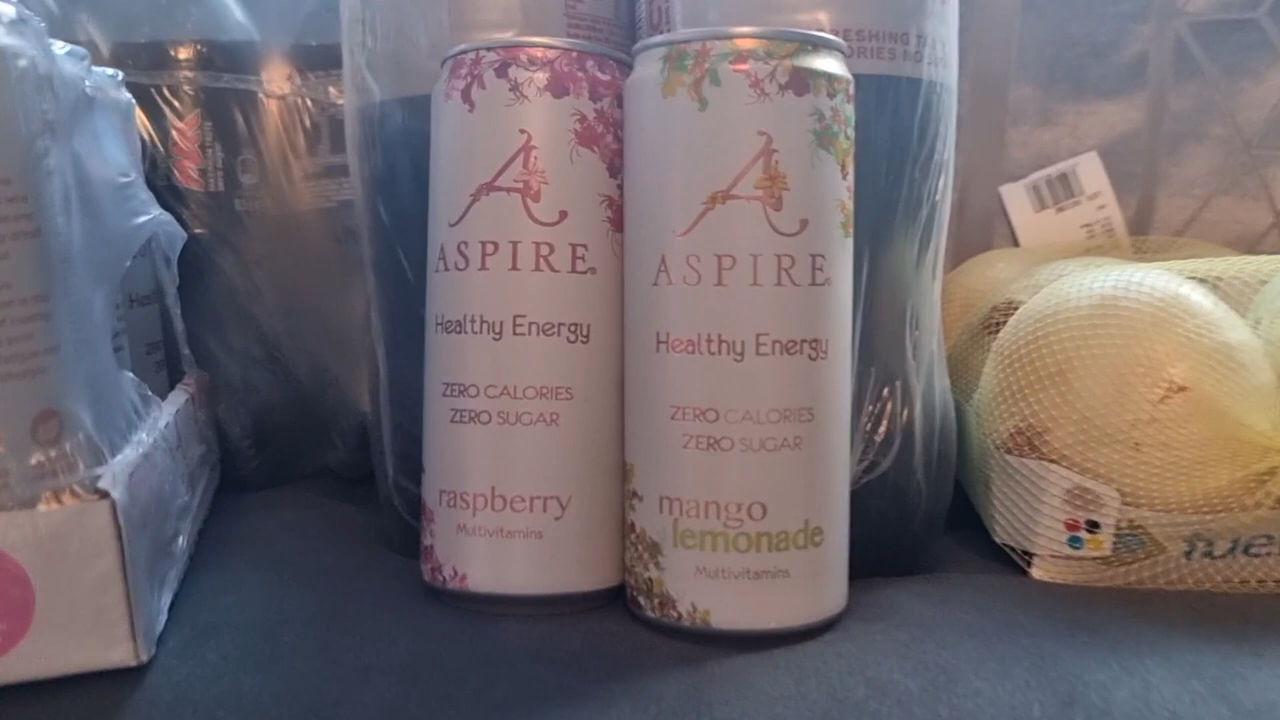 ASPIRE
Healthy Energy
ZERO CALORIES
ZERO SUGAR
raspberry
Multivitamins
ASPIRE
Healthy Energy
ZERO CALORIES
ZERO SUGAR
mango
lemonade
Multivitamins